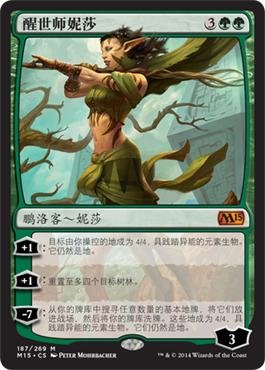 醒世师妮莎 3
鹏洛客～妮莎 M15
+1 ：目标由你操控的地成为 4/4，具践踏异能的元素生物。
它仍然是地。
+1 ：重置至多四个目标树林。
-7 ：从你的牌库中搜寻任意数量的基本地牌，将它们放
进战场，然后将你的牌库洗牌。这些地成为 4/4，
具践踏异能的元素生物。它们仍然是地。
3
187/269 M
M15 • CS PETER MOHRBACHER ™ & © 2014 Wizards of the Coast